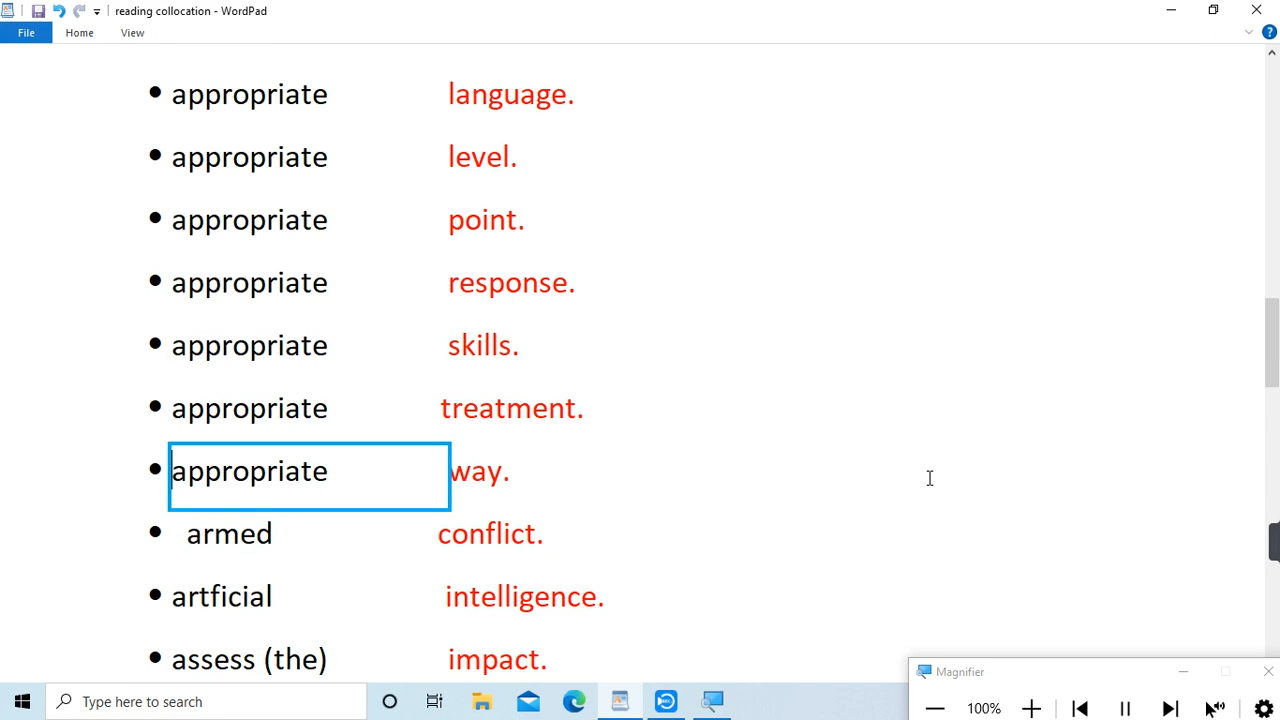 reading collocation - WordPad
File Home View
• appropriate language.
• appropriate level.
• appropriate point.
• appropriate response.
• appropriate skills.
• appropriate treatment.
• appropriate way.
• armed conflict.
• artficial intelligence.
• assess (the) impact.
Magnifier
100%
Type here to search